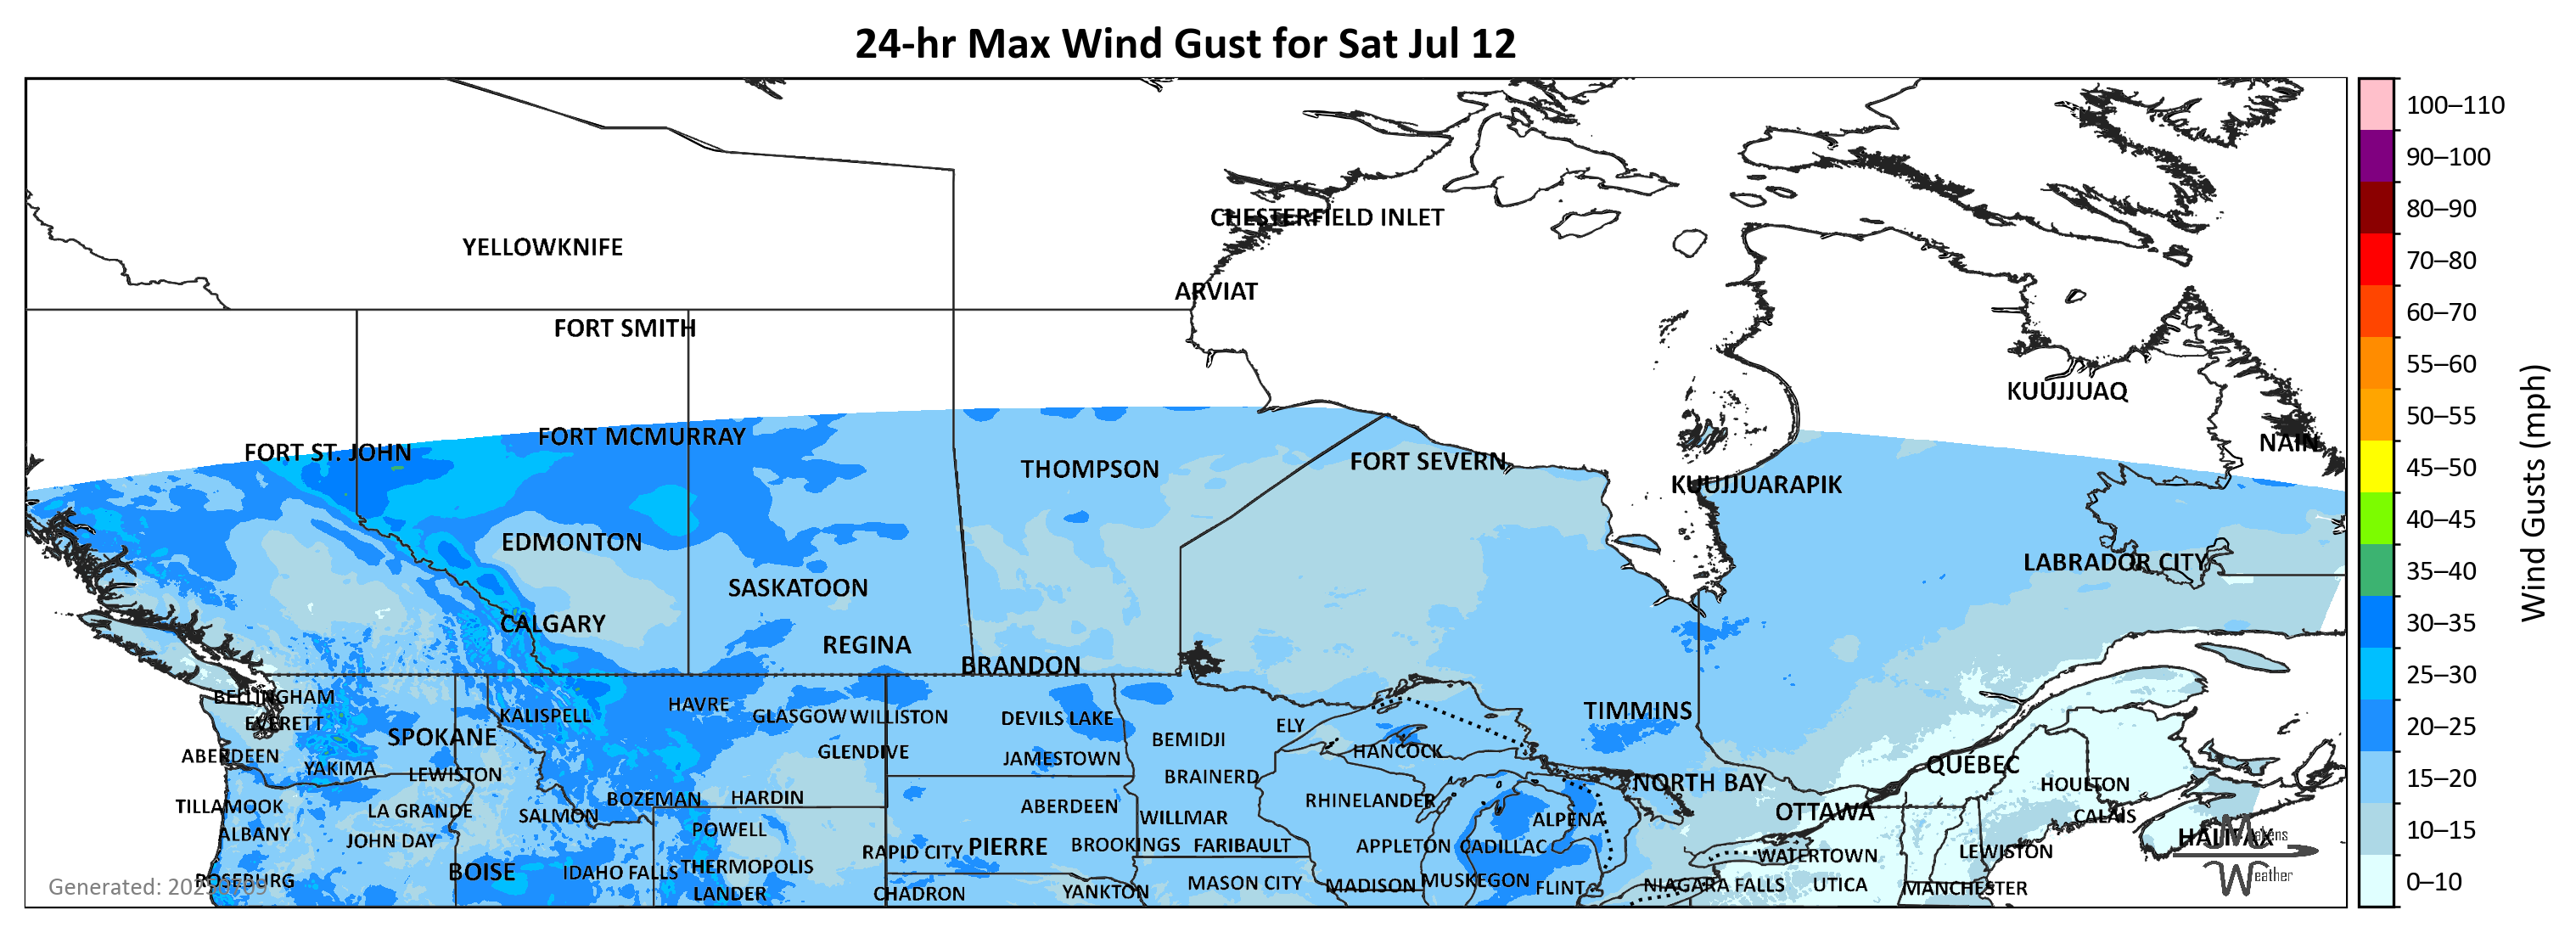 24-hr Max Wind Gust for Sat Jul 12
100–110
90–100
80–90
70–80
60–70
55–60
50–55
45–50
40–45
35–40
30–35
25–30
20–25
15–20
10–15
0–10
Wind Gusts (mph)
CHESTERFIELD INLET
YELLOWKNIFE
ARVIAT
FORT SMITH
KUUJJUAQ
FORT MCMURRAY
NAIN
FORT ST. JOHN
FORT SEVERN
THOMPSON
KUUJJUARAPIK
EDMONTON
LABRADOR CITY
SASKATOON
CALGARY
REGINA
BRANDON
BELLINGHAM
HAVRE
TIMMINS
KALISPELL
GLASGOW
WILLISTON
DEVILS LAKE
EVERETT
ELY
SPOKANE
BEMIDJI
GLENDIVE
HANCOCK
ABERDEEN
JAMESTOWN
QUÉBEC
YAKIMA
LEWISTON
BRAINERD
NORTH BAY
HOULTON
BOZEMAN
HARDIN
RHINELANDER
TILLAMOOK
ABERDEEN
LA GRANDE
SALMON
OTTAWA
CALAIS
WILLMAR
ALPENA
POWELL
ALBANY
HALIFAX
JOHN DAY
PIERRE
BROOKINGS
FARIBAULT
APPLETON
CADILLAC
RAPID CITY
LEWISTON
WATERTOWN
THERMOPOLIS
BOISE
IDAHO FALLS
ROSEBURG
MUSKEGON
MASON CITY
MADISON
NIAGARA FALLS
UTICA
FLINT
MANCHESTER
LANDER
CHADRON
YANKTON
Generated:
Makens
Weather